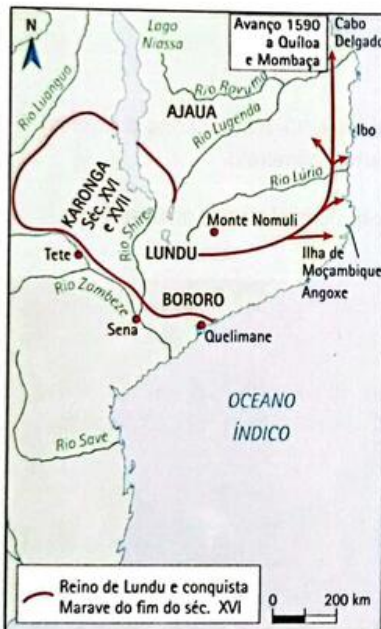 N
Lago
Niassa
Avanço 1590
a Quíloa
e Mombaça
Cabo
Delgado
Rio Luangua
Rio Rovuma
AJAUA
Rio Lugenda
Ibo
KARONGA
Séc. XVI
e XVII
Rio Lúrio
Rio Shire
Monte Nomuli
Tete
LUNDU
Ilha de
Moçambique
Angoxe
Rio Zambeze
BORORO
Sena
Quelimane
OCEANO
ÍNDICO
Rio Save
Reino de Lundu e conquista
Marave do fim do séc. XVI
0 200 km